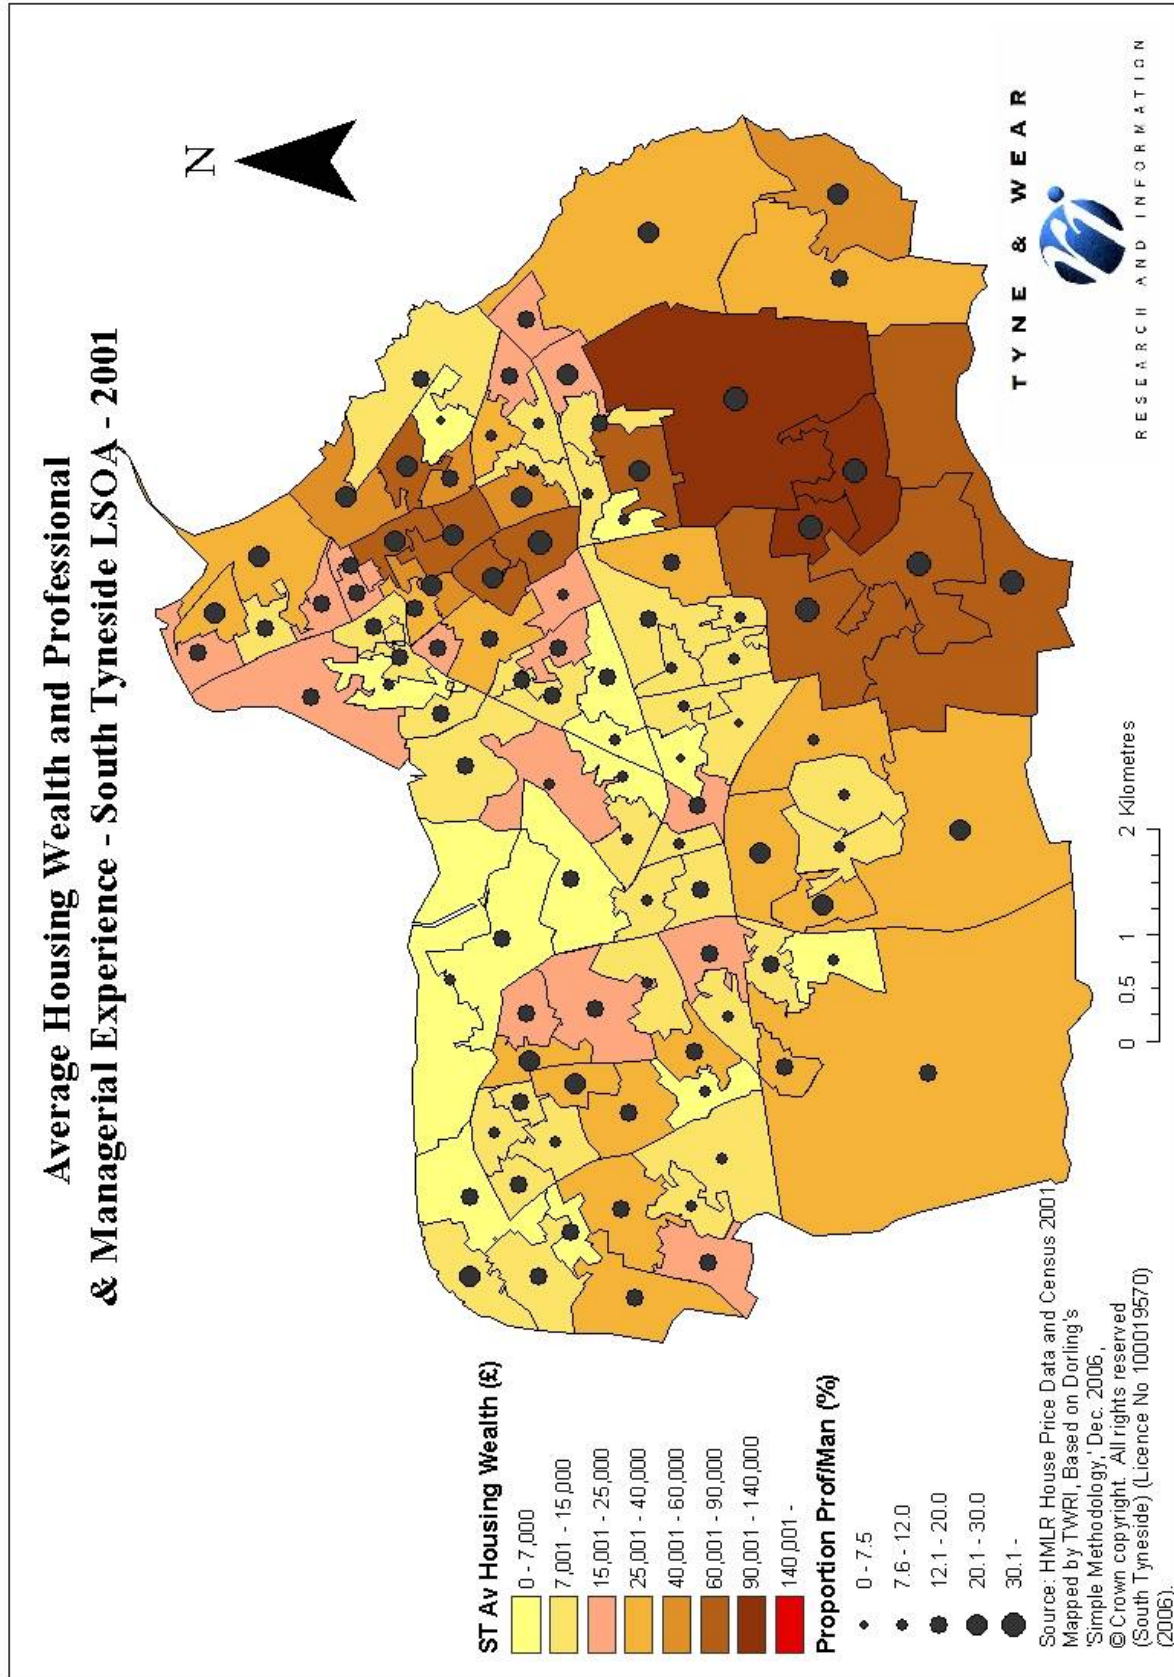 Average Housing Wealth and Professional
& Managerial Experience - South Tyneside LSOA - 2001
N
ST Av Housing Wealth (£)
0 - 7,000
7,001 - 15,000
15,001 - 25,000
25,001 - 40,000
40,001 - 60,000
60,001 - 90,000
90,001 - 140,000
140,001 -
Proportion Prof/Man (%)
0 - 7.5
7.6 - 12.0
12.1 - 20.0
20.1 - 30.0
30.1 -
Source: HMLR House Price Data and Census 2001
Mapped by TWRI, Based on Dorling's
'Simple Methodology,' Dec. 2006,
© Crown copyright. All rights reserved
(South Tyneside) (Licence No 100019570)
(2006).
0 0.5 1 2 Kilometres
TYNE & WEAR
RESEARCH AND INFORMATION